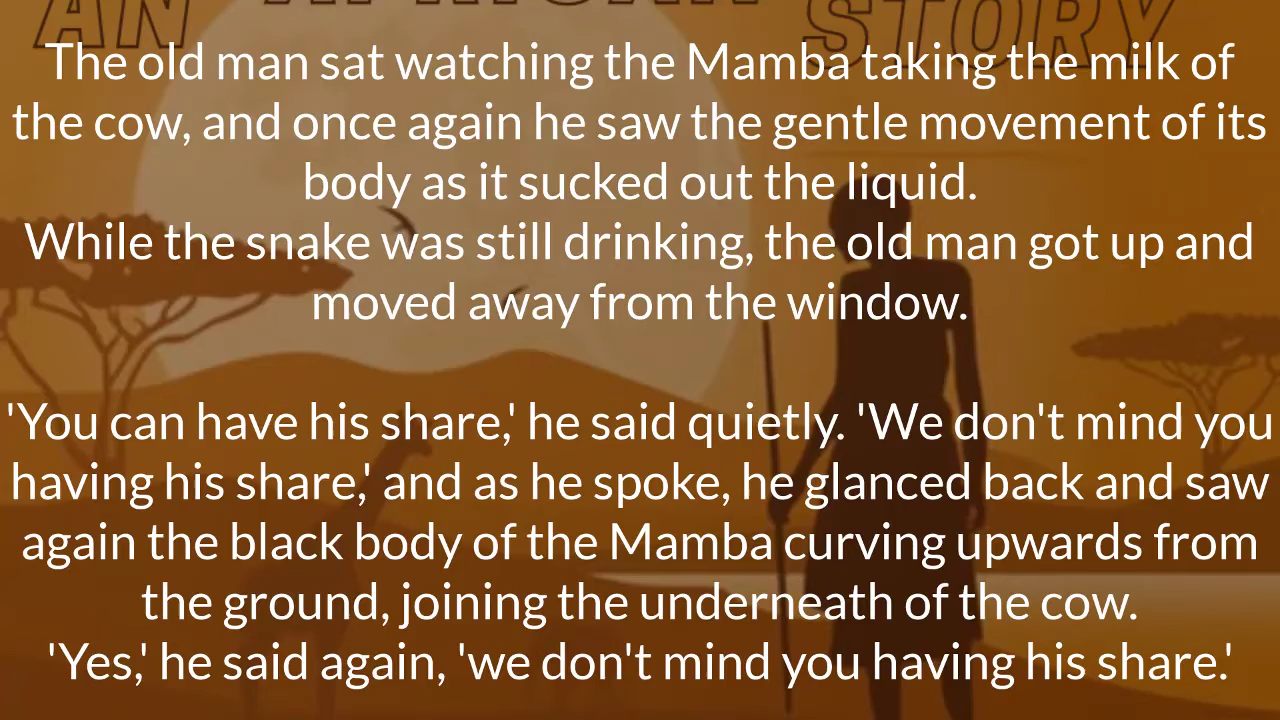 AN AFRICAN STORY
The old man sat watching the Mamba taking the milk of
the cow, and once again he saw the gentle movement of its
body as it sucked out the liquid.
While the snake was still drinking, the old man got up and
moved away from the window.
'You can have his share,' he said quietly. 'We don't mind you
having his share,' and as he spoke, he glanced back and saw
again the black body of the Mamba curving upwards from
the ground, joining the underneath of the cow.
'Yes,' he said again, 'we don't mind you having his share.'